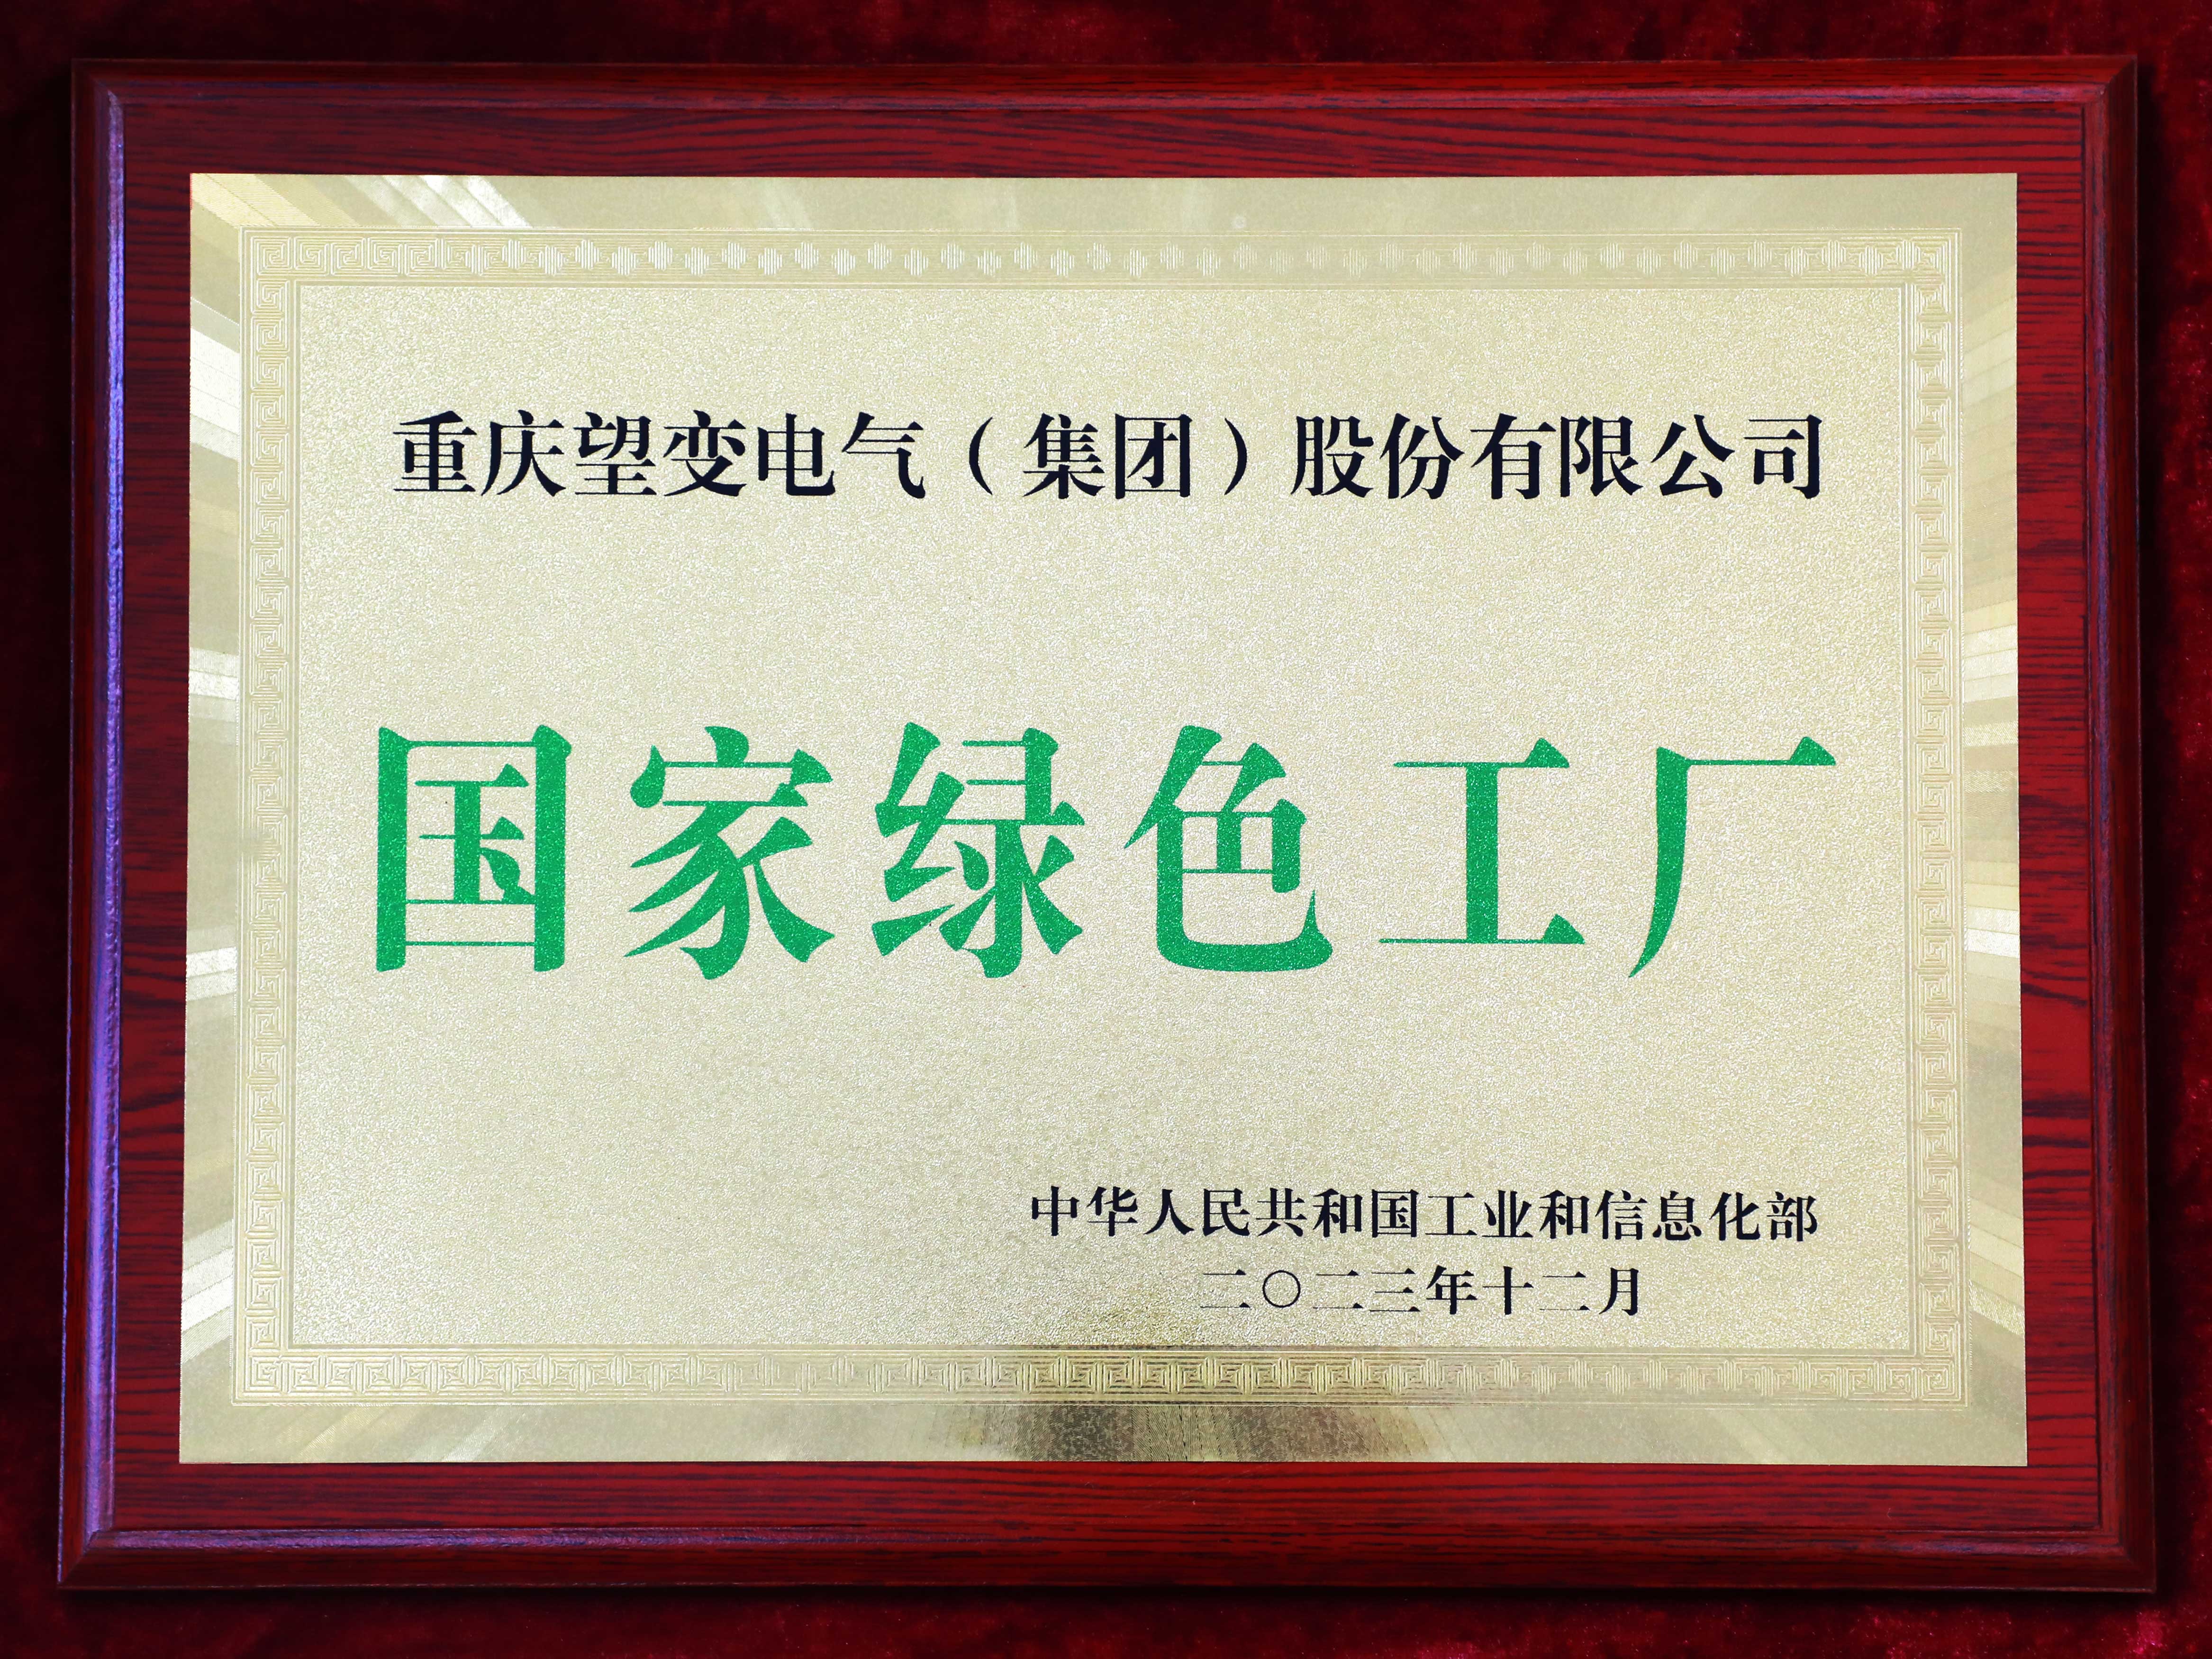 重庆望变电气（集团）股份有限公司
国家绿色工厂
中华人民共和国工业和信息化部
二〇二三年十二月